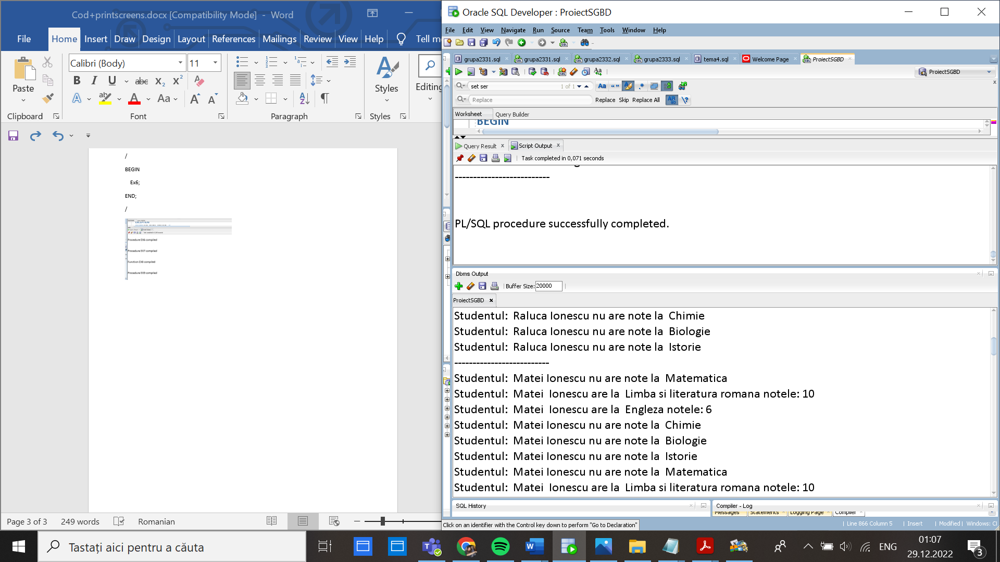 Cod+printscreens.docx [Compatibility Mode] - Word
File Home Insert Draw Design Layout References Mailings Review View Help Tell
Calibri (Body) 11
Paste
Styles
Editing
Clipboard Font Paragraph Styles
/
BEGIN
Ex6;
END;
/
Procedure EX6 compiled
Procedure EX7 compiled
Function EX8 compiled
Procedure EX9 compiled
Page 3 of 3 249 words Romanian
Oracle SQL Developer : ProiectSGBD
File Edit View Navigate Run Source Team Tools Window Help
grupa2331.sql grupa2331.sql grupa2332.sql grupa2333.sql tema4.sql Welcome Page ProiectSGBD
ProiectSGBD
set ser 1 of 1
Replace Replace Skip Replace All
Worksheet Query Builder
BEGIN
Query Result x Script Output x
Task completed in 0,071 seconds
--------------------------
PL/SQL procedure successfully completed.
Dbms Output
Buffer Size: 20000
ProiectSGBD
Studentul: Raluca Ionescu nu are note la Chimie
Studentul: Raluca Ionescu nu are note la Biologie
Studentul: Raluca Ionescu nu are note la Istorie
--------------------------
Studentul: Matei Ionescu nu are note la Matematica
Studentul: Matei Ionescu are la Limba si literatura romana notele: 10
Studentul: Matei Ionescu are la Engleza notele: 6
Studentul: Matei Ionescu nu are note la Chimie
Studentul: Matei Ionescu nu are note la Biologie
Studentul: Matei Ionescu nu are note la Istorie
Studentul: Matei Ionescu nu are note la Matematica
Studentul: Matei Ionescu are la Limba si literatura romana notele: 10
SQL History Compiler - Log
Messages Statements Logging Page Compiler
Click on an identifier with the Control key down to perform "Go to Declaration"
Line 866 Column 5 Insert Modified Windows: Cl
Tastați aici pentru a căuta
ENG
01:07
29.12.2022
3